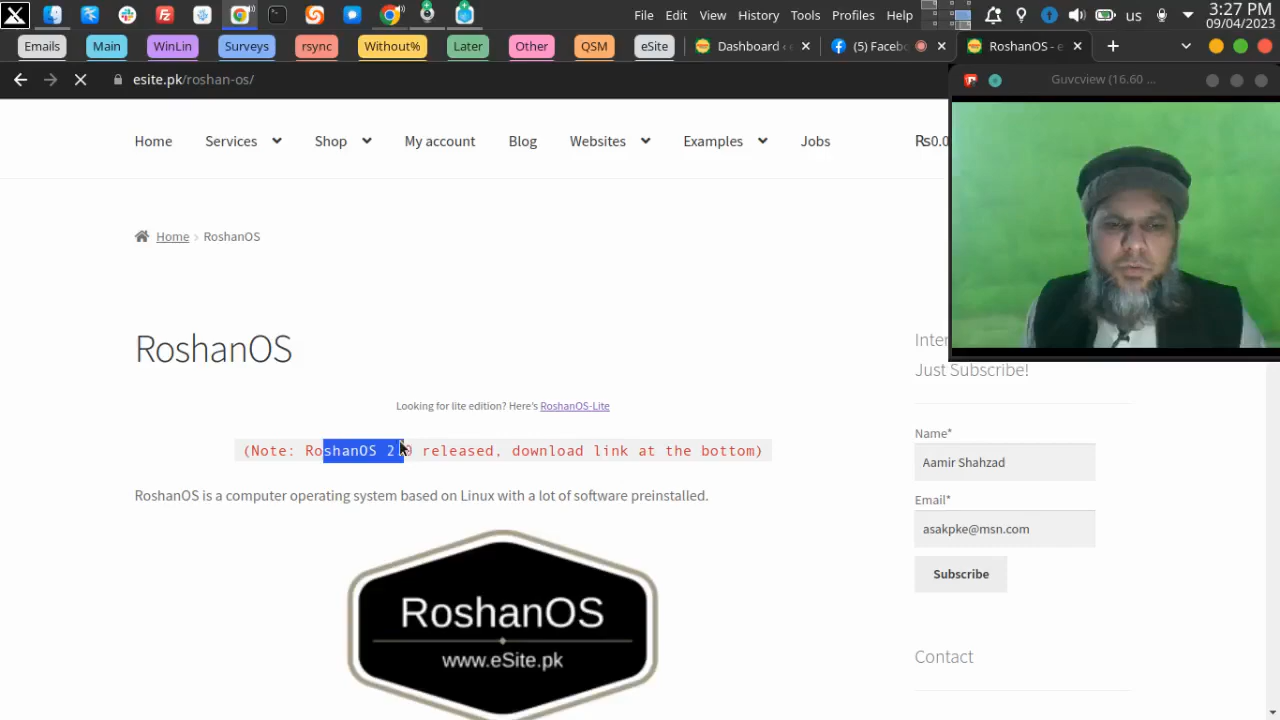 File Edit View History Tools Profiles Help us 3:27 PM
09/04/2023
Emails Main WinLin Surveys rsync Without% Later Other QSM eSite Dashboard ‹ (6) Faceb RoshanOS - e
esite.pk/roshan-os/
Guvcview (16.60 ...
Home Services Shop My account Blog Websites Examples Jobs ₨0.0
Home › RoshanOS
RoshanOS
Looking for lite edition? Here's RoshanOS-Lite
(Note: RoshanOS 2.0 released, download link at the bottom)
RoshanOS is a computer operating system based on Linux with a lot of software preinstalled.
RoshanOS
www.eSite.pk
Just Subscribe!
Name*
Aamir Shahzad
Email*
asakpke@msn.com
Subscribe
Contact